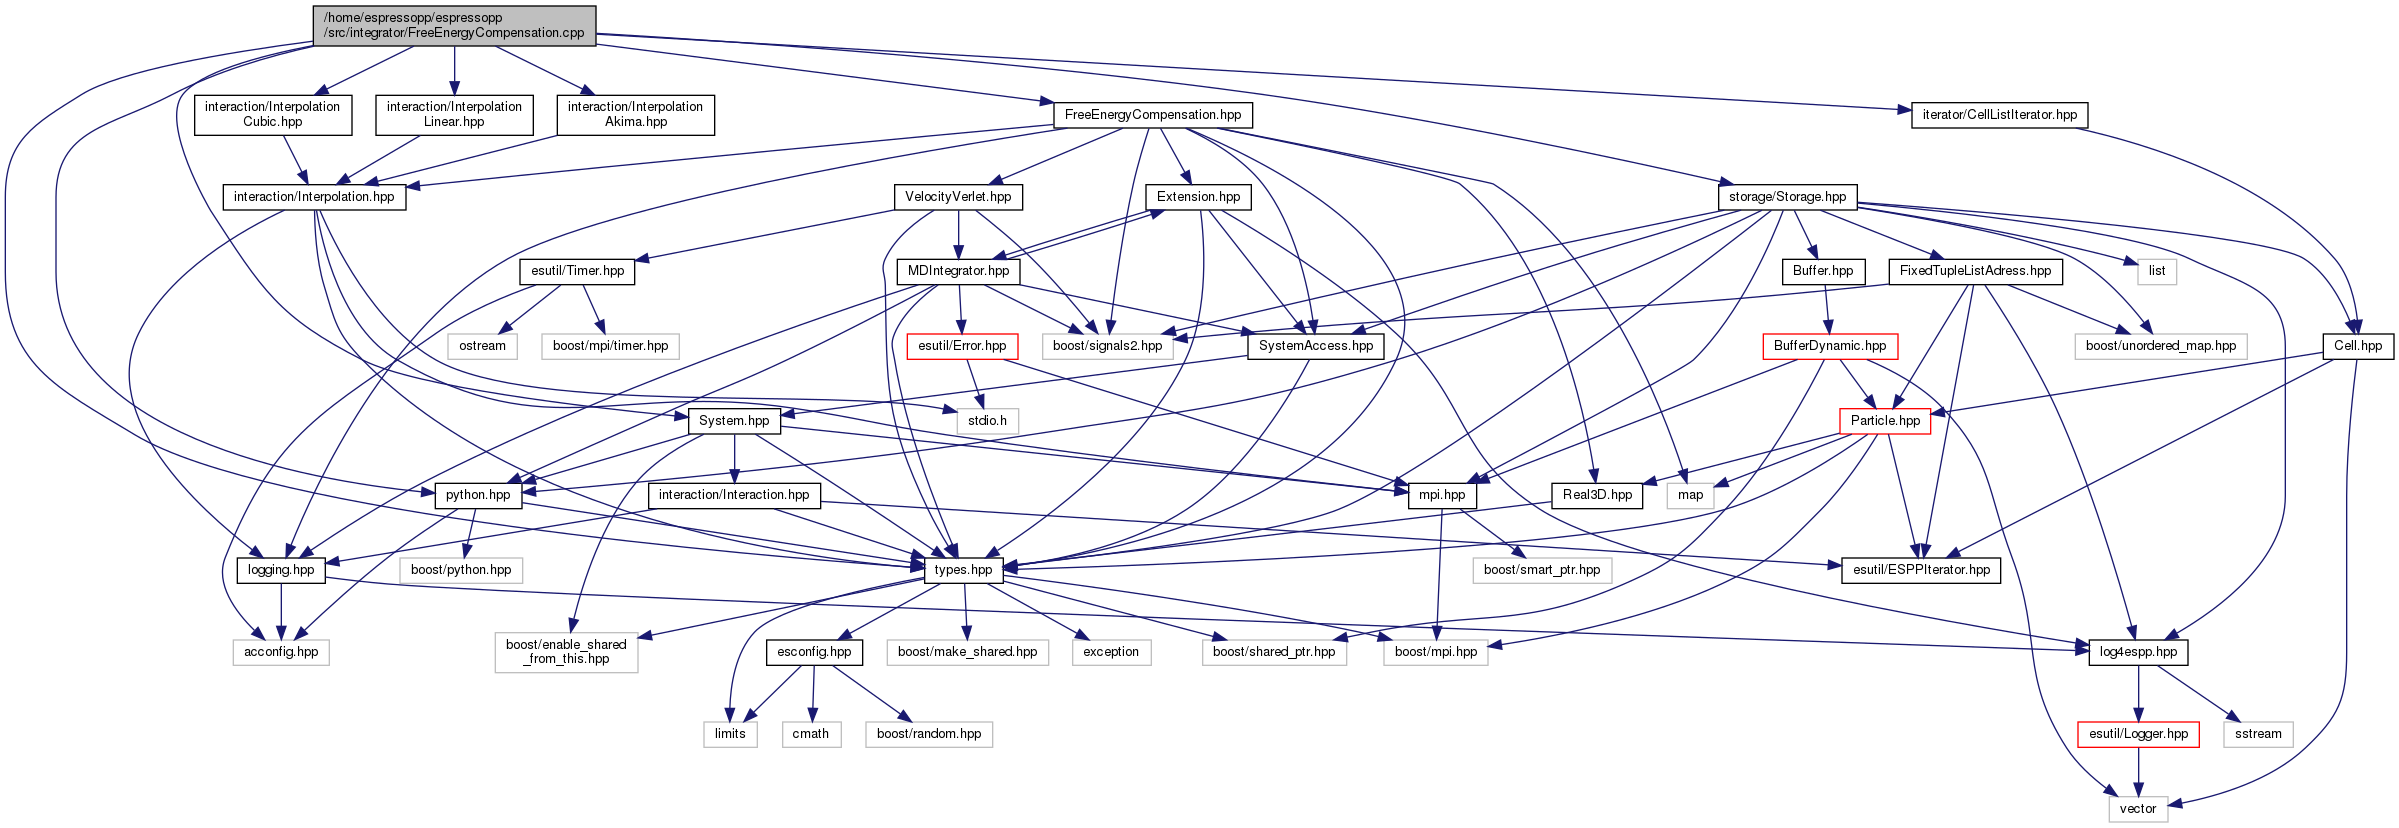 /home/espressopp/espressopp
/src/integrator/FreeEnergyCompensation.cpp
interaction/Interpolation
Cubic.hpp
interaction/Interpolation
Linear.hpp
interaction/Interpolation
Akima.hpp
FreeEnergyCompensation.hpp
iterator/CellListIterator.hpp
interaction/Interpolation.hpp
VelocityVerlet.hpp
Extension.hpp
storage/Storage.hpp
esutil/Timer.hpp
MDIntegrator.hpp
Buffer.hpp
FixedTupleListAdress.hpp
list
ostream
boost/mpi/timer.hpp
esutil/Error.hpp
boost/signals2.hpp
SystemAccess.hpp
BufferDynamic.hpp
boost/unordered_map.hpp
Cell.hpp
System.hpp
stdio.h
Particle.hpp
python.hpp
interaction/Interaction.hpp
mpi.hpp
Real3D.hpp
map
logging.hpp
boost/python.hpp
types.hpp
boost/smart_ptr.hpp
esutil/ESPPIterator.hpp
acconfig.hpp
boost/enable_shared
_from_this.hpp
esconfig.hpp
boost/make_shared.hpp
exception
boost/shared_ptr.hpp
boost/mpi.hpp
log4espp.hpp
limits
cmath
boost/random.hpp
esutil/Logger.hpp
sstream
vector